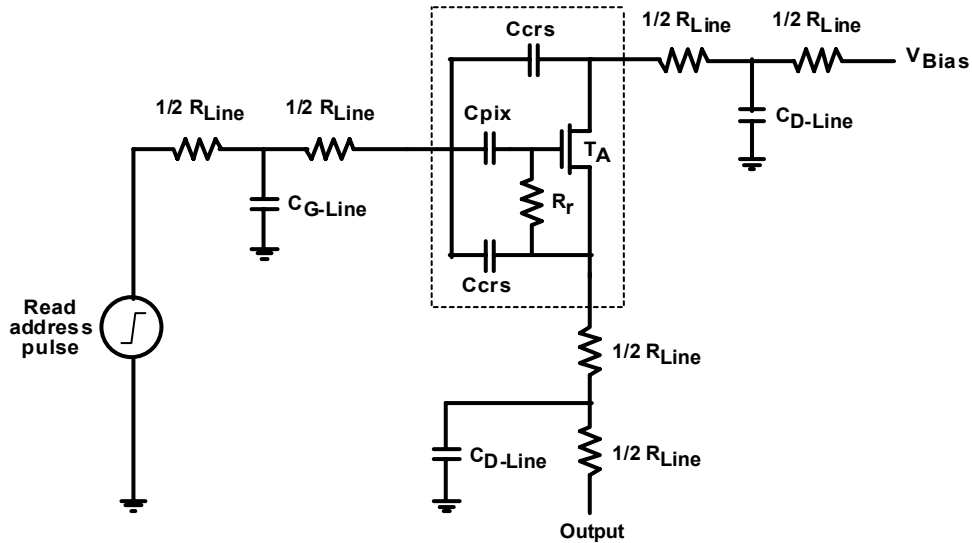 1/2 RLine
1/2 RLine
Ccrs
VBias
1/2 RLine
1/2 RLine
Cpix
CD-Line
TA
CG-Line
Rr
Ccrs
Read
address
pulse
1/2 RLine
CD-Line
1/2 RLine
Output